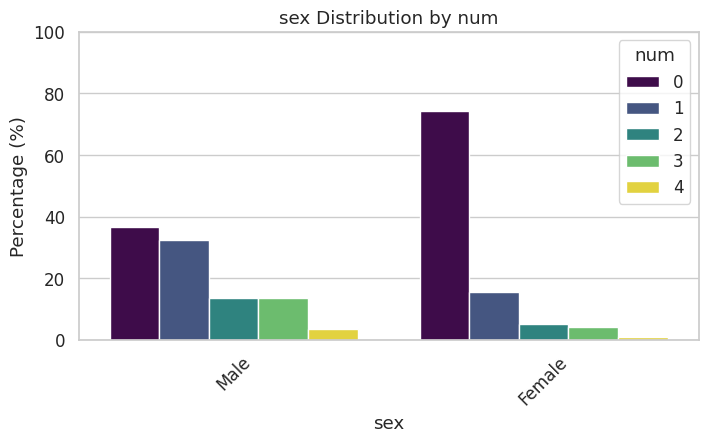 sex Distribution by num
Percentage (%)
100
80
60
40
20
0
num
0
1
2
3
4
Male
Female
sex